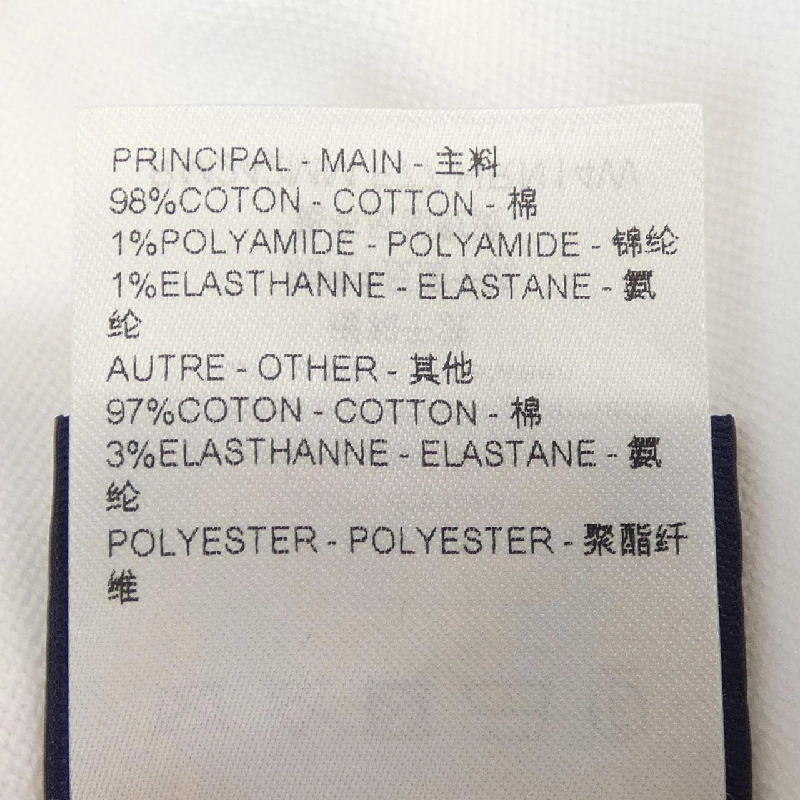 PRINCIPAL - MAIN - 主料
98%COTON - COTTON - 棉
1%POLYAMIDE - POLYAMIDE - 锦纶
1%ELASTHANNE - ELASTANE - 氨
纶
AUTRE - OTHER - 其他
97%COTON - COTTON - 棉
3%ELASTHANNE - ELASTANE - 氨
纶
POLYESTER - POLYESTER - 聚酯纤
维